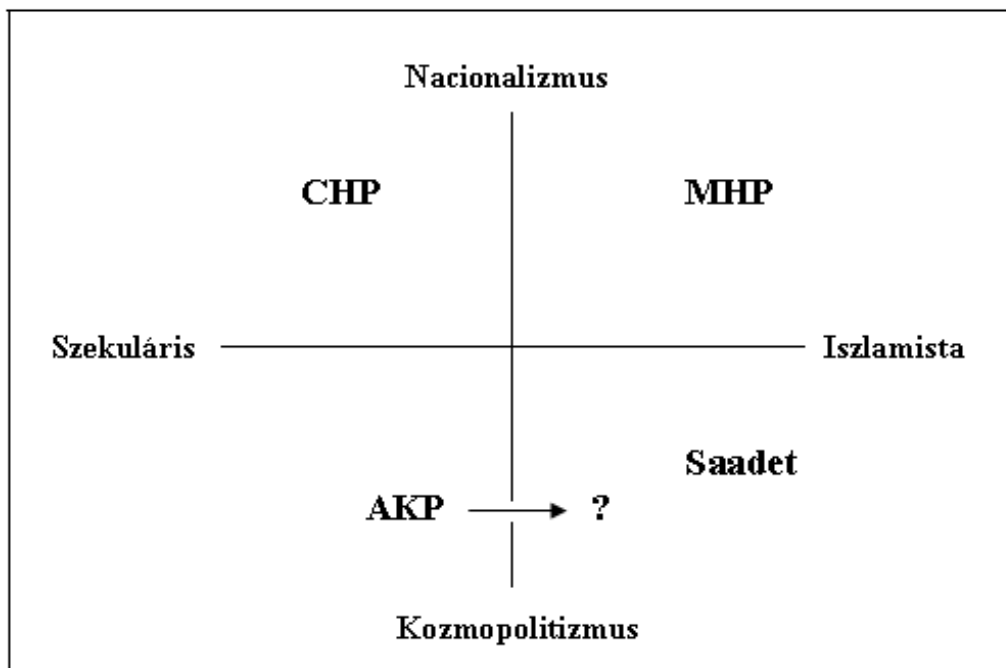 Nacionalizmus
CHP MHP
Szekuláris Iszlamista
Saadet
AKP ?
Kozmopolitizmus